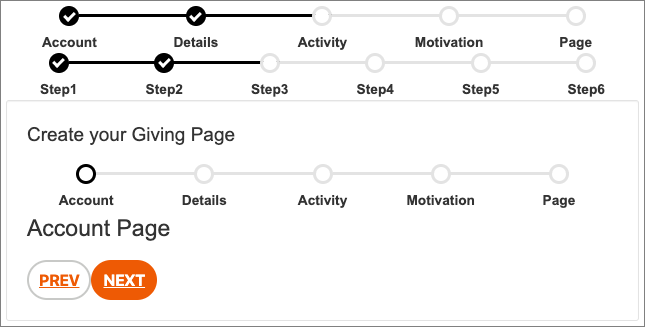 Account Details Activity Motivation Page
Step1 Step2 Step3 Step4 Step5 Step6
Create your Giving Page
Account Details Activity Motivation Page
Account Page
PREV NEXT